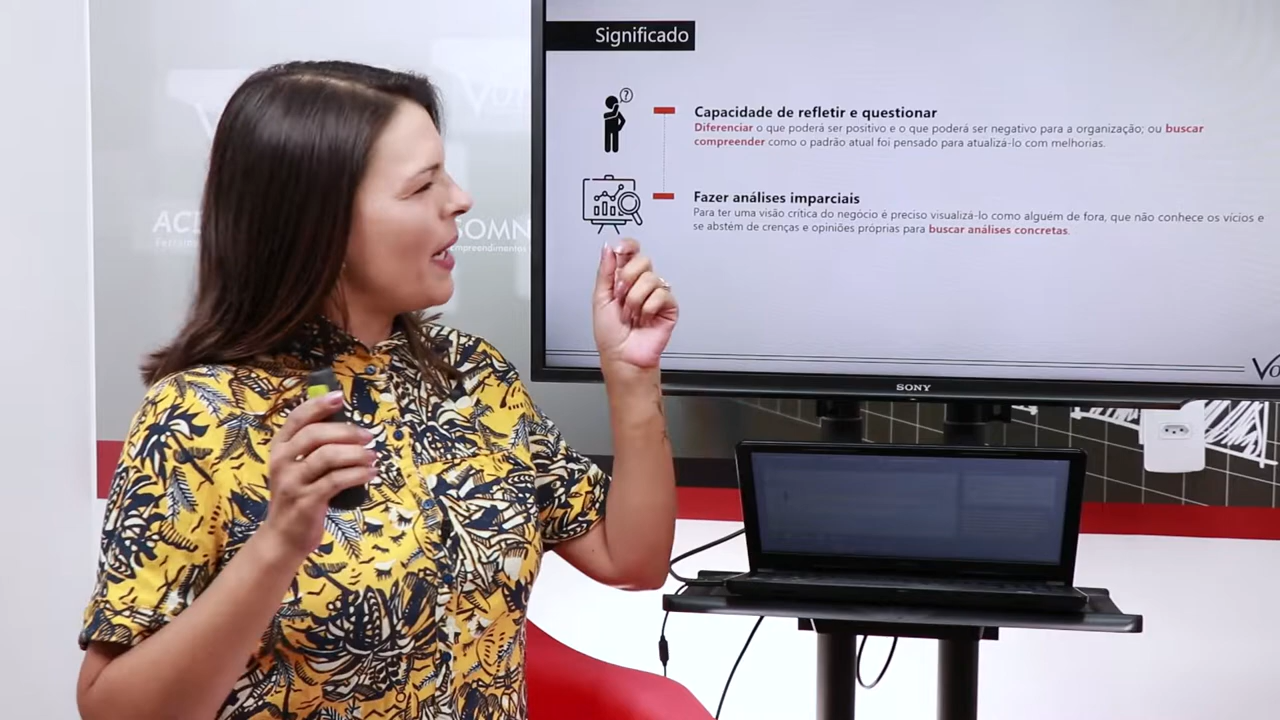 Significado
?
Capacidade de refletir e questionar
Diferenciar o que poderá ser positivo e o que poderá ser negativo para a organização; ou buscar
compreender como o padrão atual foi pensado para atualizá-lo com melhorias.
Fazer análises imparciais
Para ter uma visão crítica do negócio é preciso visualizá-lo como alguém de fora, que não conhece os vícios e
se abstém de crenças e opiniões próprias para buscar análises concretas.
SONY